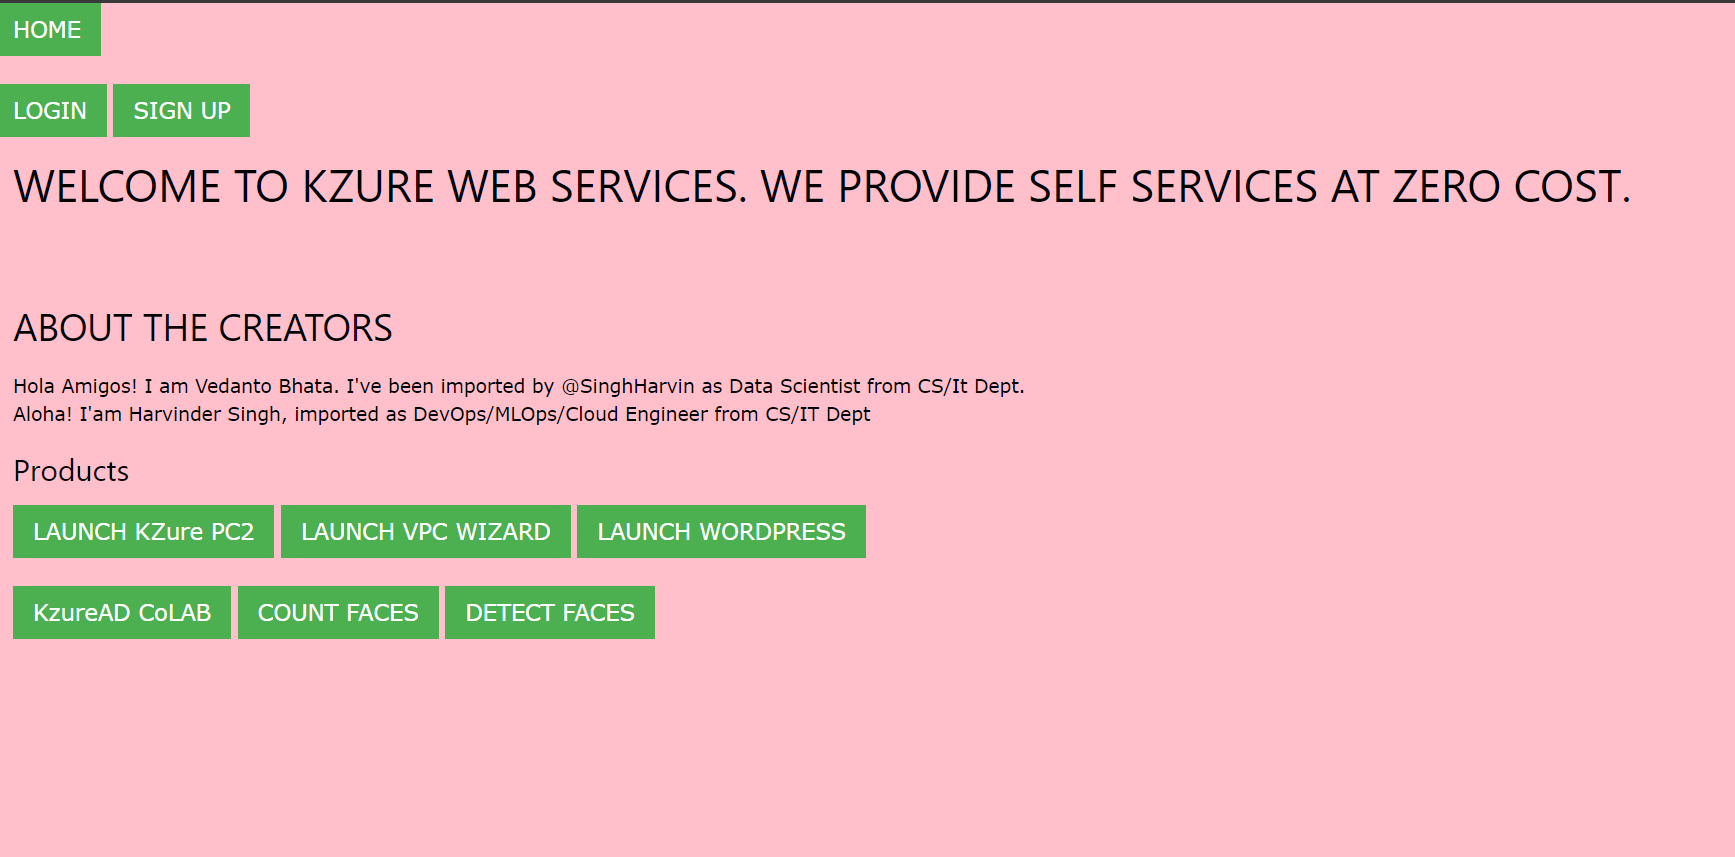 HOME
LOGIN SIGN UP
WELCOME TO KZURE WEB SERVICES. WE PROVIDE SELF SERVICES AT ZERO COST.
ABOUT THE CREATORS
Hola Amigos! I am Vedanto Bhata. I've been imported by @SinghHarvin as Data Scientist from CS/It Dept.
Aloha! I'am Harvinder Singh, imported as DevOps/MLOps/Cloud Engineer from CS/IT Dept
Products
LAUNCH KZure PC2 LAUNCH VPC WIZARD LAUNCH WORDPRESS
KzureAD CoLAB COUNT FACES DETECT FACES